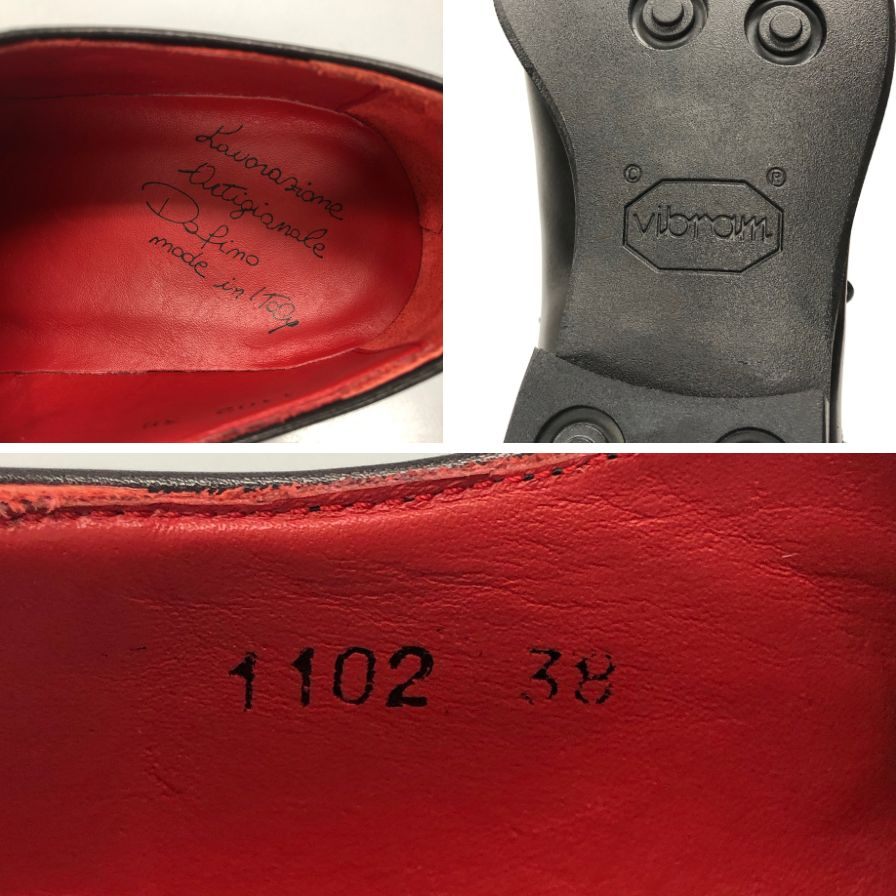 Lavorazione
Artigianale
Dafino
made in ITaly
© ®
vibram
1102 38